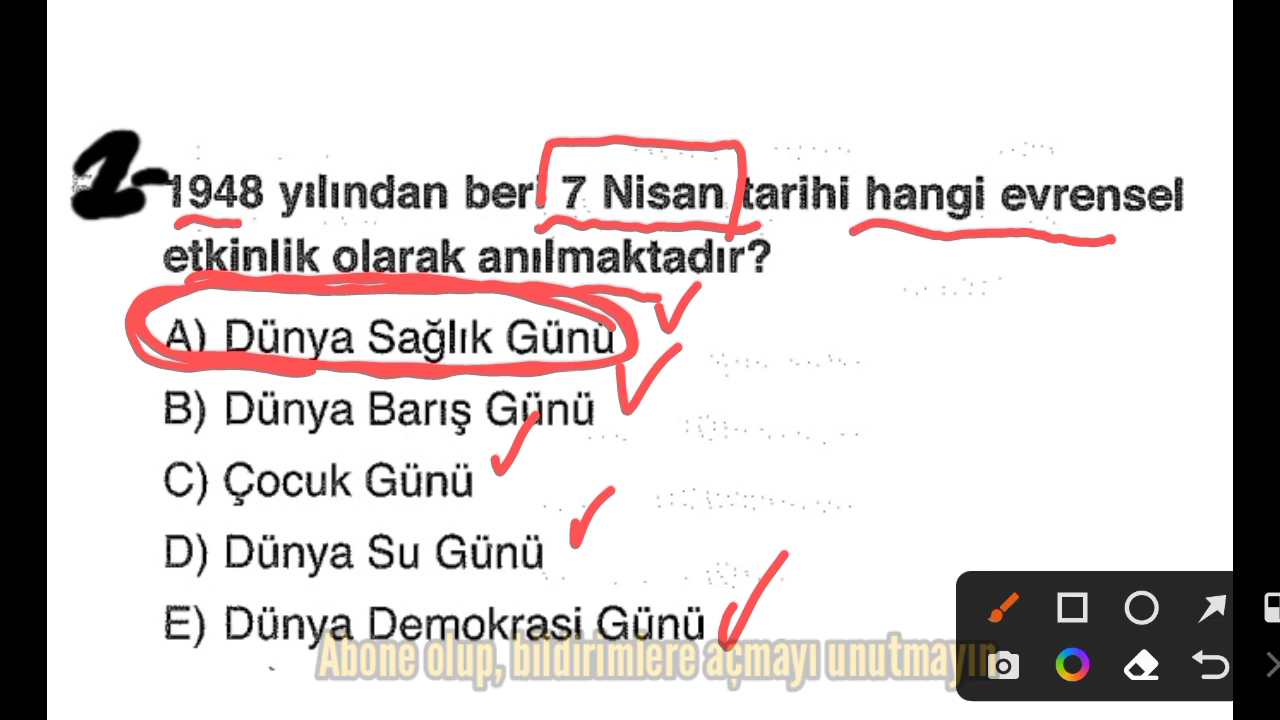 2-
1948 yılından beri 7 Nisan tarihi hangi evrensel
etkinlik olarak anılmaktadır?
A) Dünya Sağlık Günü
B) Dünya Barış Günü
C) Çocuk Günü
D) Dünya Su Günü
E) Dünya Demokrasi Günü
Abone olup, bildirimlere açmayı unutmayın